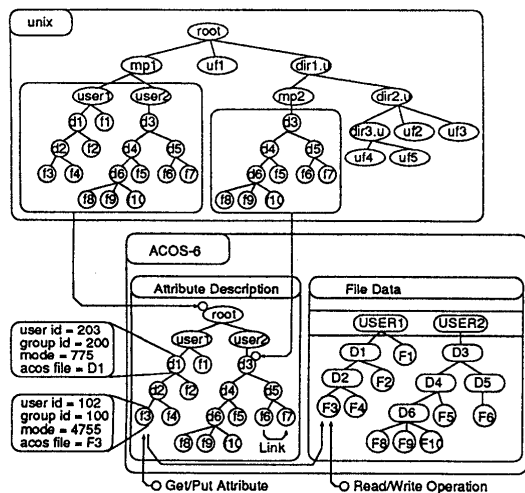 unix
root
mp1 uf1 dir1.u
user1 user2 mp2 dir2.u
d1 f1 d3 d3 dir3.u uf2 uf3
d2 f2 d4 d5 d4 d5 uf4 uf5
f3 f4 d6 f5 f6 f7 d6 f5 f6 f7
f8 f9 f10 f8 f9 f10
ACOS-6
Attribute Description File Data
root
USER1 USER2
user id = 203
group id = 200
mode = 775
acos file = D1
user1 user2
d1 f1 d3
D1 F1 D3
d2 f2 d4 d5
D2 F2 D4 D5
user id = 102
group id = 100
mode = 4755
acos file = F3
f3 f4 d6 f5 f6 f7
F3 F4 D6 F5 F6
f8 f9 f10
Link
F8 F9 F10
Get/Put Attribute Read/Write Operation